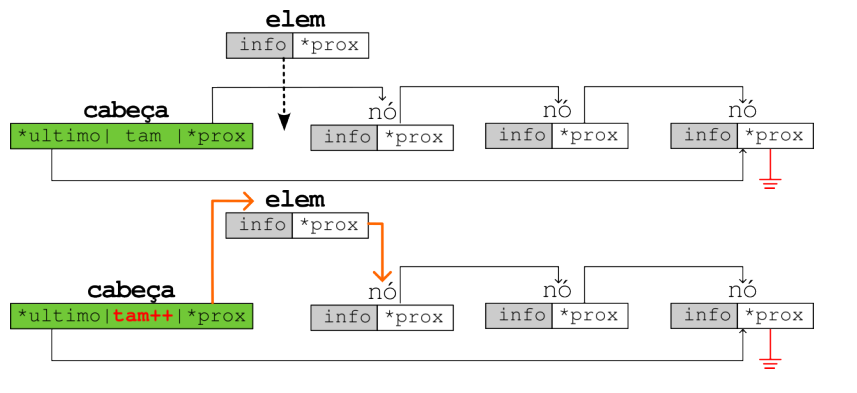 elem
info *prox
cabeça nó nó nó
*ultimo| tam |*prox info *prox info *prox info *prox
elem
info *prox
cabeça nó nó nó
*ultimo|tam++|*prox info *prox info *prox info *prox